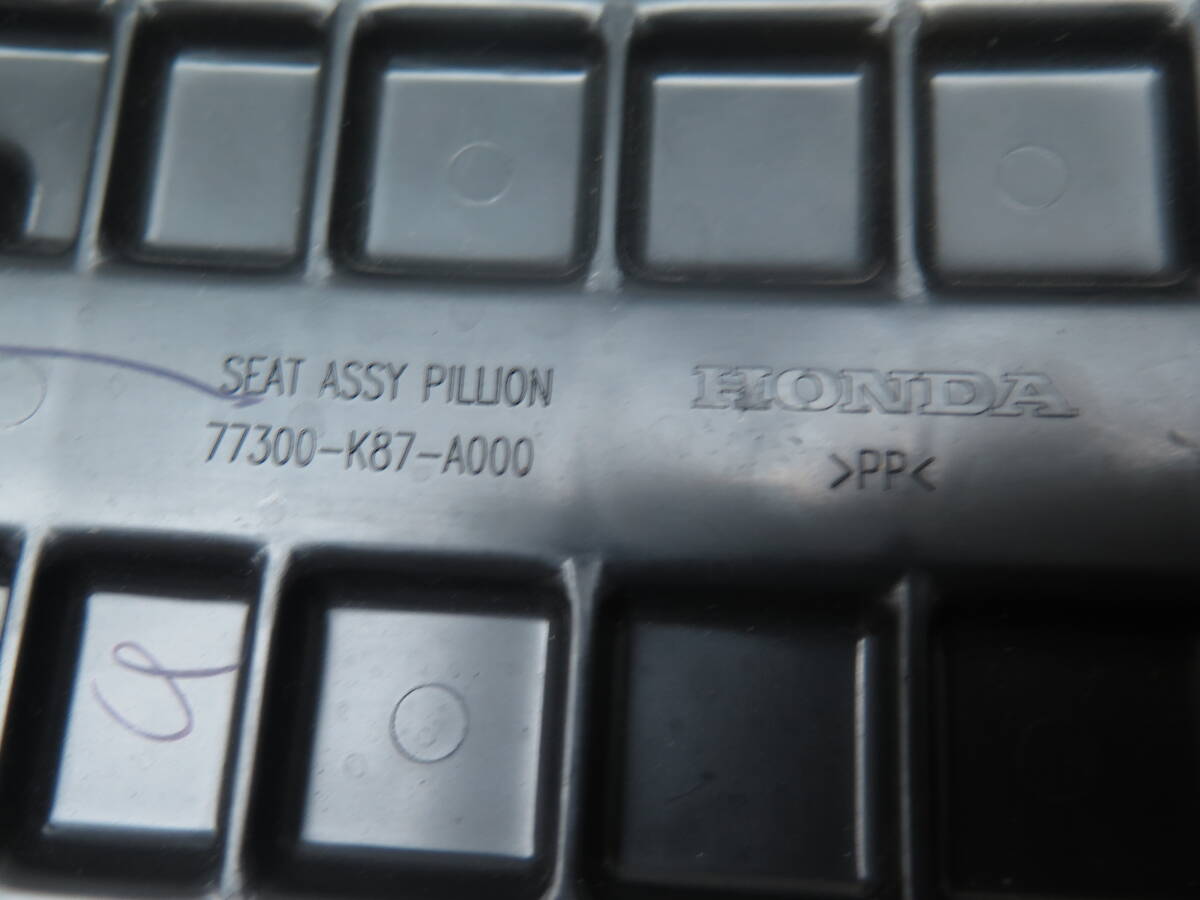 SEAT ASSY PILLION
77300-K87-A000
HONDA
>PP<